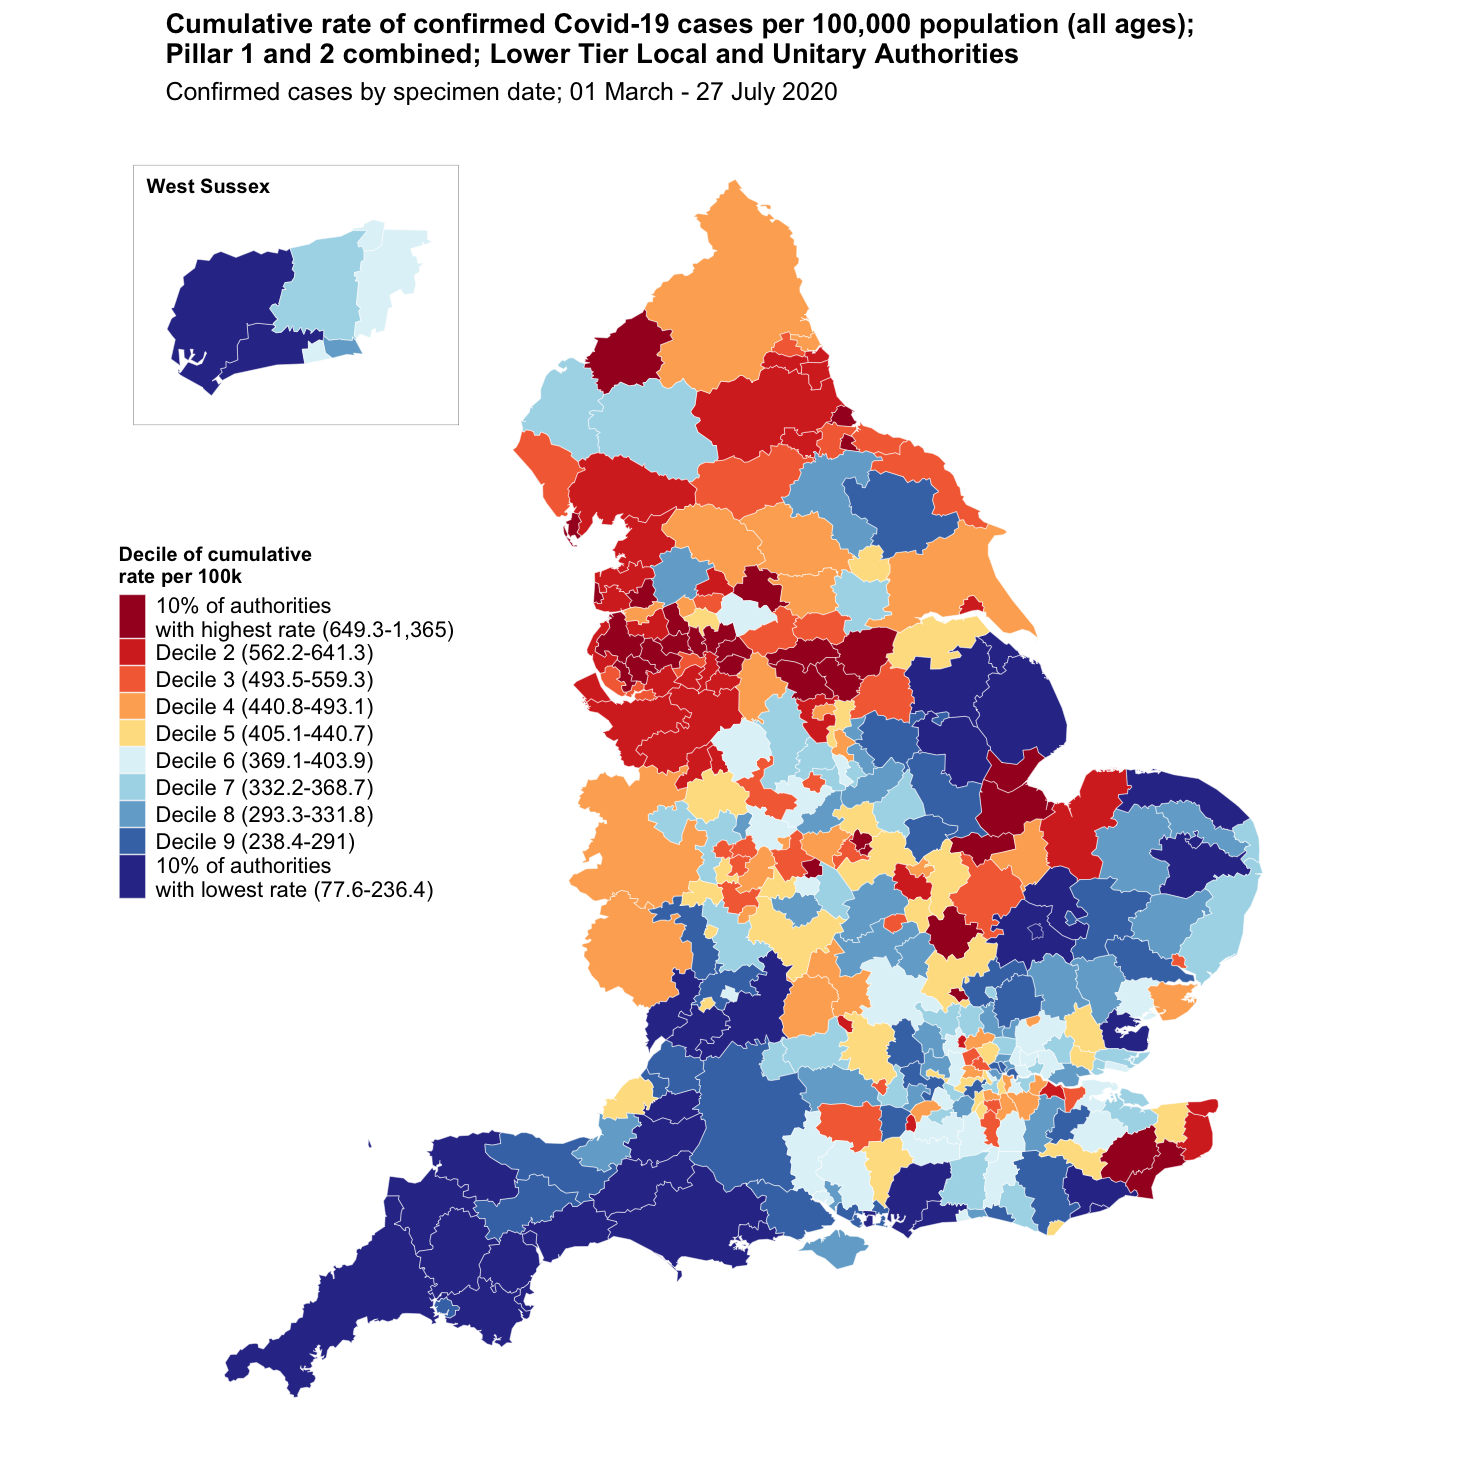 Cumulative rate of confirmed Covid-19 cases per 100,000 population (all ages);
Pillar 1 and 2 combined; Lower Tier Local and Unitary Authorities
Confirmed cases by specimen date; 01 March - 27 July 2020
West Sussex
Decile of cumulative
rate per 100k
10% of authorities
with highest rate (649.3-1,365)
Decile 2 (562.2-641.3)
Decile 3 (493.5-559.3)
Decile 4 (440.8-493.1)
Decile 5 (405.1-440.7)
Decile 6 (369.1-403.9)
Decile 7 (332.2-368.7)
Decile 8 (293.3-331.8)
Decile 9 (238.4-291)
10% of authorities
with lowest rate (77.6-236.4)